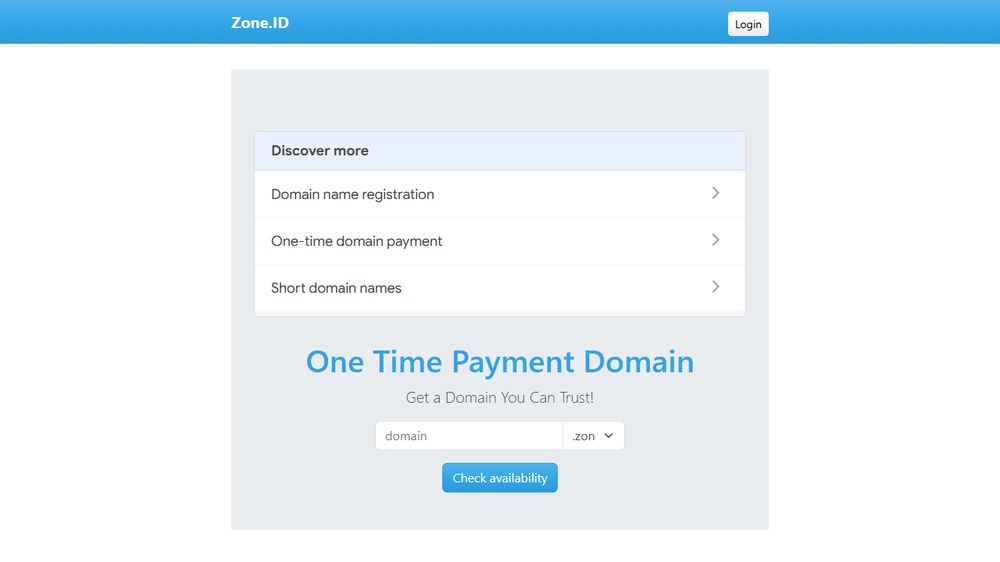 Zone.ID
Login
Discover more
Domain name registration
One-time domain payment
Short domain names
One Time Payment Domain
Get a Domain You Can Trust!
domain
.zon
Check availability